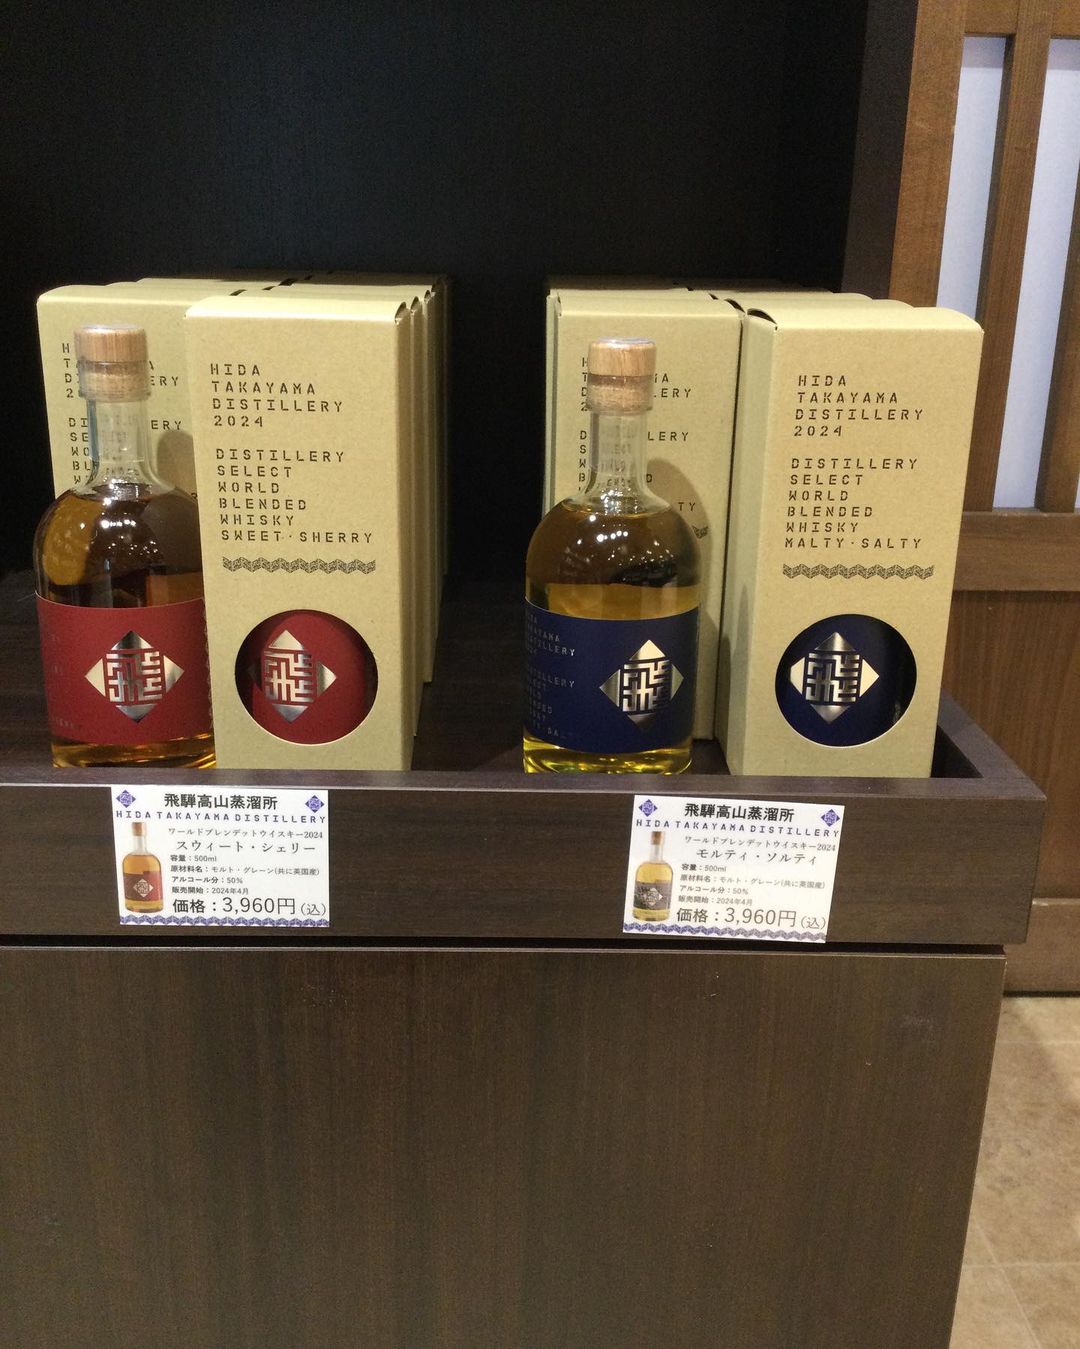 HIDA
TAKAYAMA
DISTILLERY
2024
DISTILLERY
SELECT
WORLD
BLENDED
WHISKY
SWEET・SHERRY
HIDA
TAKAYAMA
DISTILLERY
2024
DISTILLERY
SELECT
WORLD
BLENDED
WHISKY
MALTY・SALTY
飛騨高山蒸溜所
HIDA TAKAYAMA DISTILLERY
ワールドブレンデットウイスキー2024
スウィート・シェリー
容量：500ml
原材料名：モルト・グレーン(共に英国産)
アルコール分：50%
販売開始：2024年4月
価格：3,960円(込)
飛騨高山蒸溜所
HIDA TAKAYAMA DISTILLERY
ワールドブレンデットウイスキー2024
モルティ・ソルティ
容量：500ml
原材料名：モルト・グレーン(共に英国産)
アルコール分：50%
販売開始：2024年4月
価格：3,960円(込)